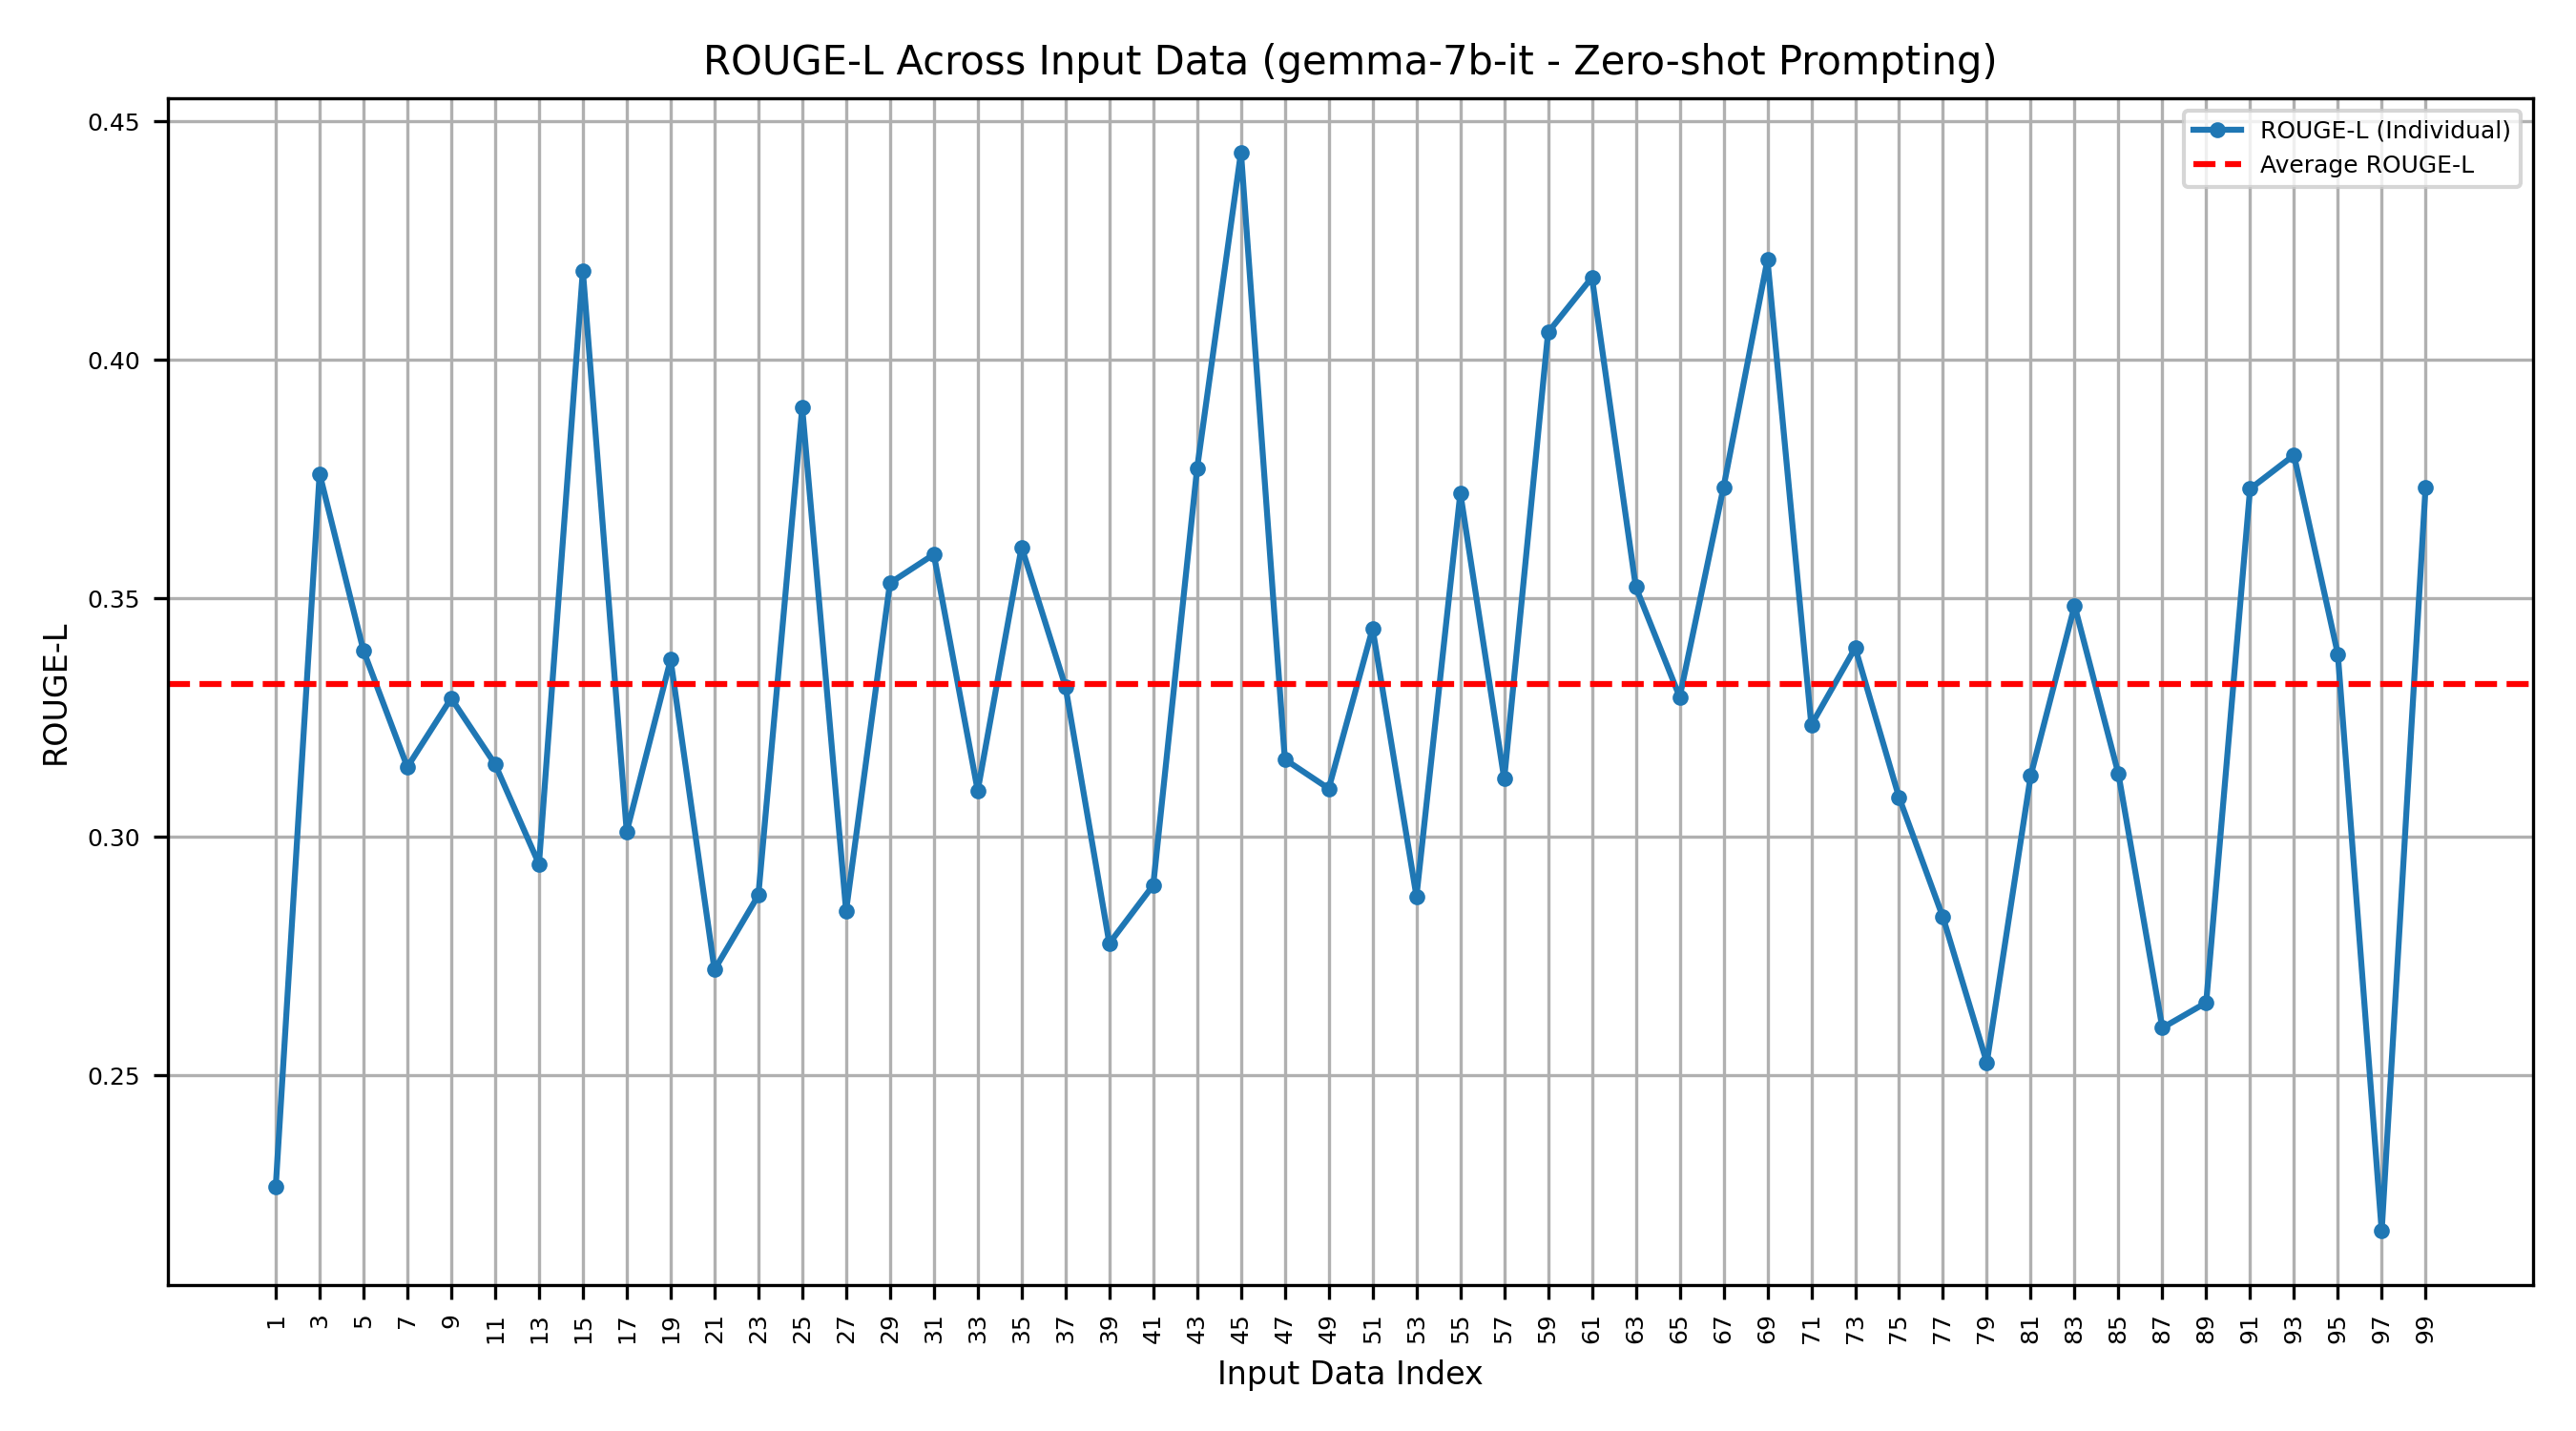 ROUGE-L Across Input Data (gemma-7b-it - Zero-shot Prompting)
ROUGE-L (Individual)
Average ROUGE-L
ROUGE-L
0.45
0.40
0.35
0.30
0.25
1 3 5 7 9 11 13 15 17 19 21 23 25 27 29 31 33 35 37 39 41 43 45 47 49 51 53 55 57 59 61 63 65 67 69 71 73 75 77 79 81 83 85 87 89 91 93 95 97 99
Input Data Index